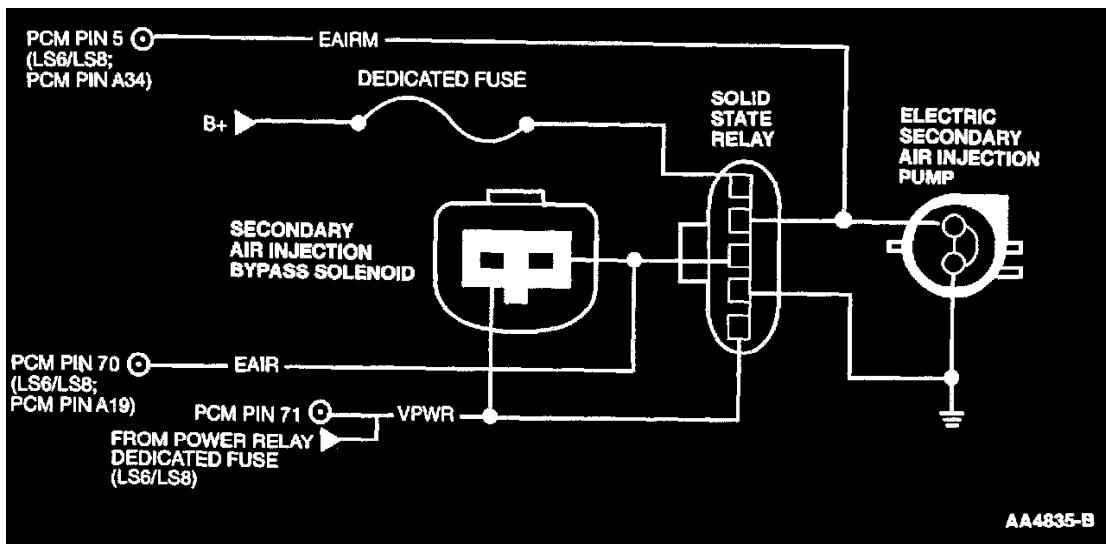 PCM PIN 5
(LS6/LS8;
PCM PIN A34)
EAIRM
DEDICATED FUSE
B+
SOLID
STATE
RELAY
ELECTRIC
SECONDARY
AIR INJECTION
PUMP
SECONDARY
AIR INJECTION
BYPASS SOLENOID
PCM PIN 70
(LS6/LS8;
PCM PIN A19)
EAIR
PCM PIN 71
VPWR
FROM POWER RELAY
DEDICATED FUSE
(LS6/LS8)
AA4835-B